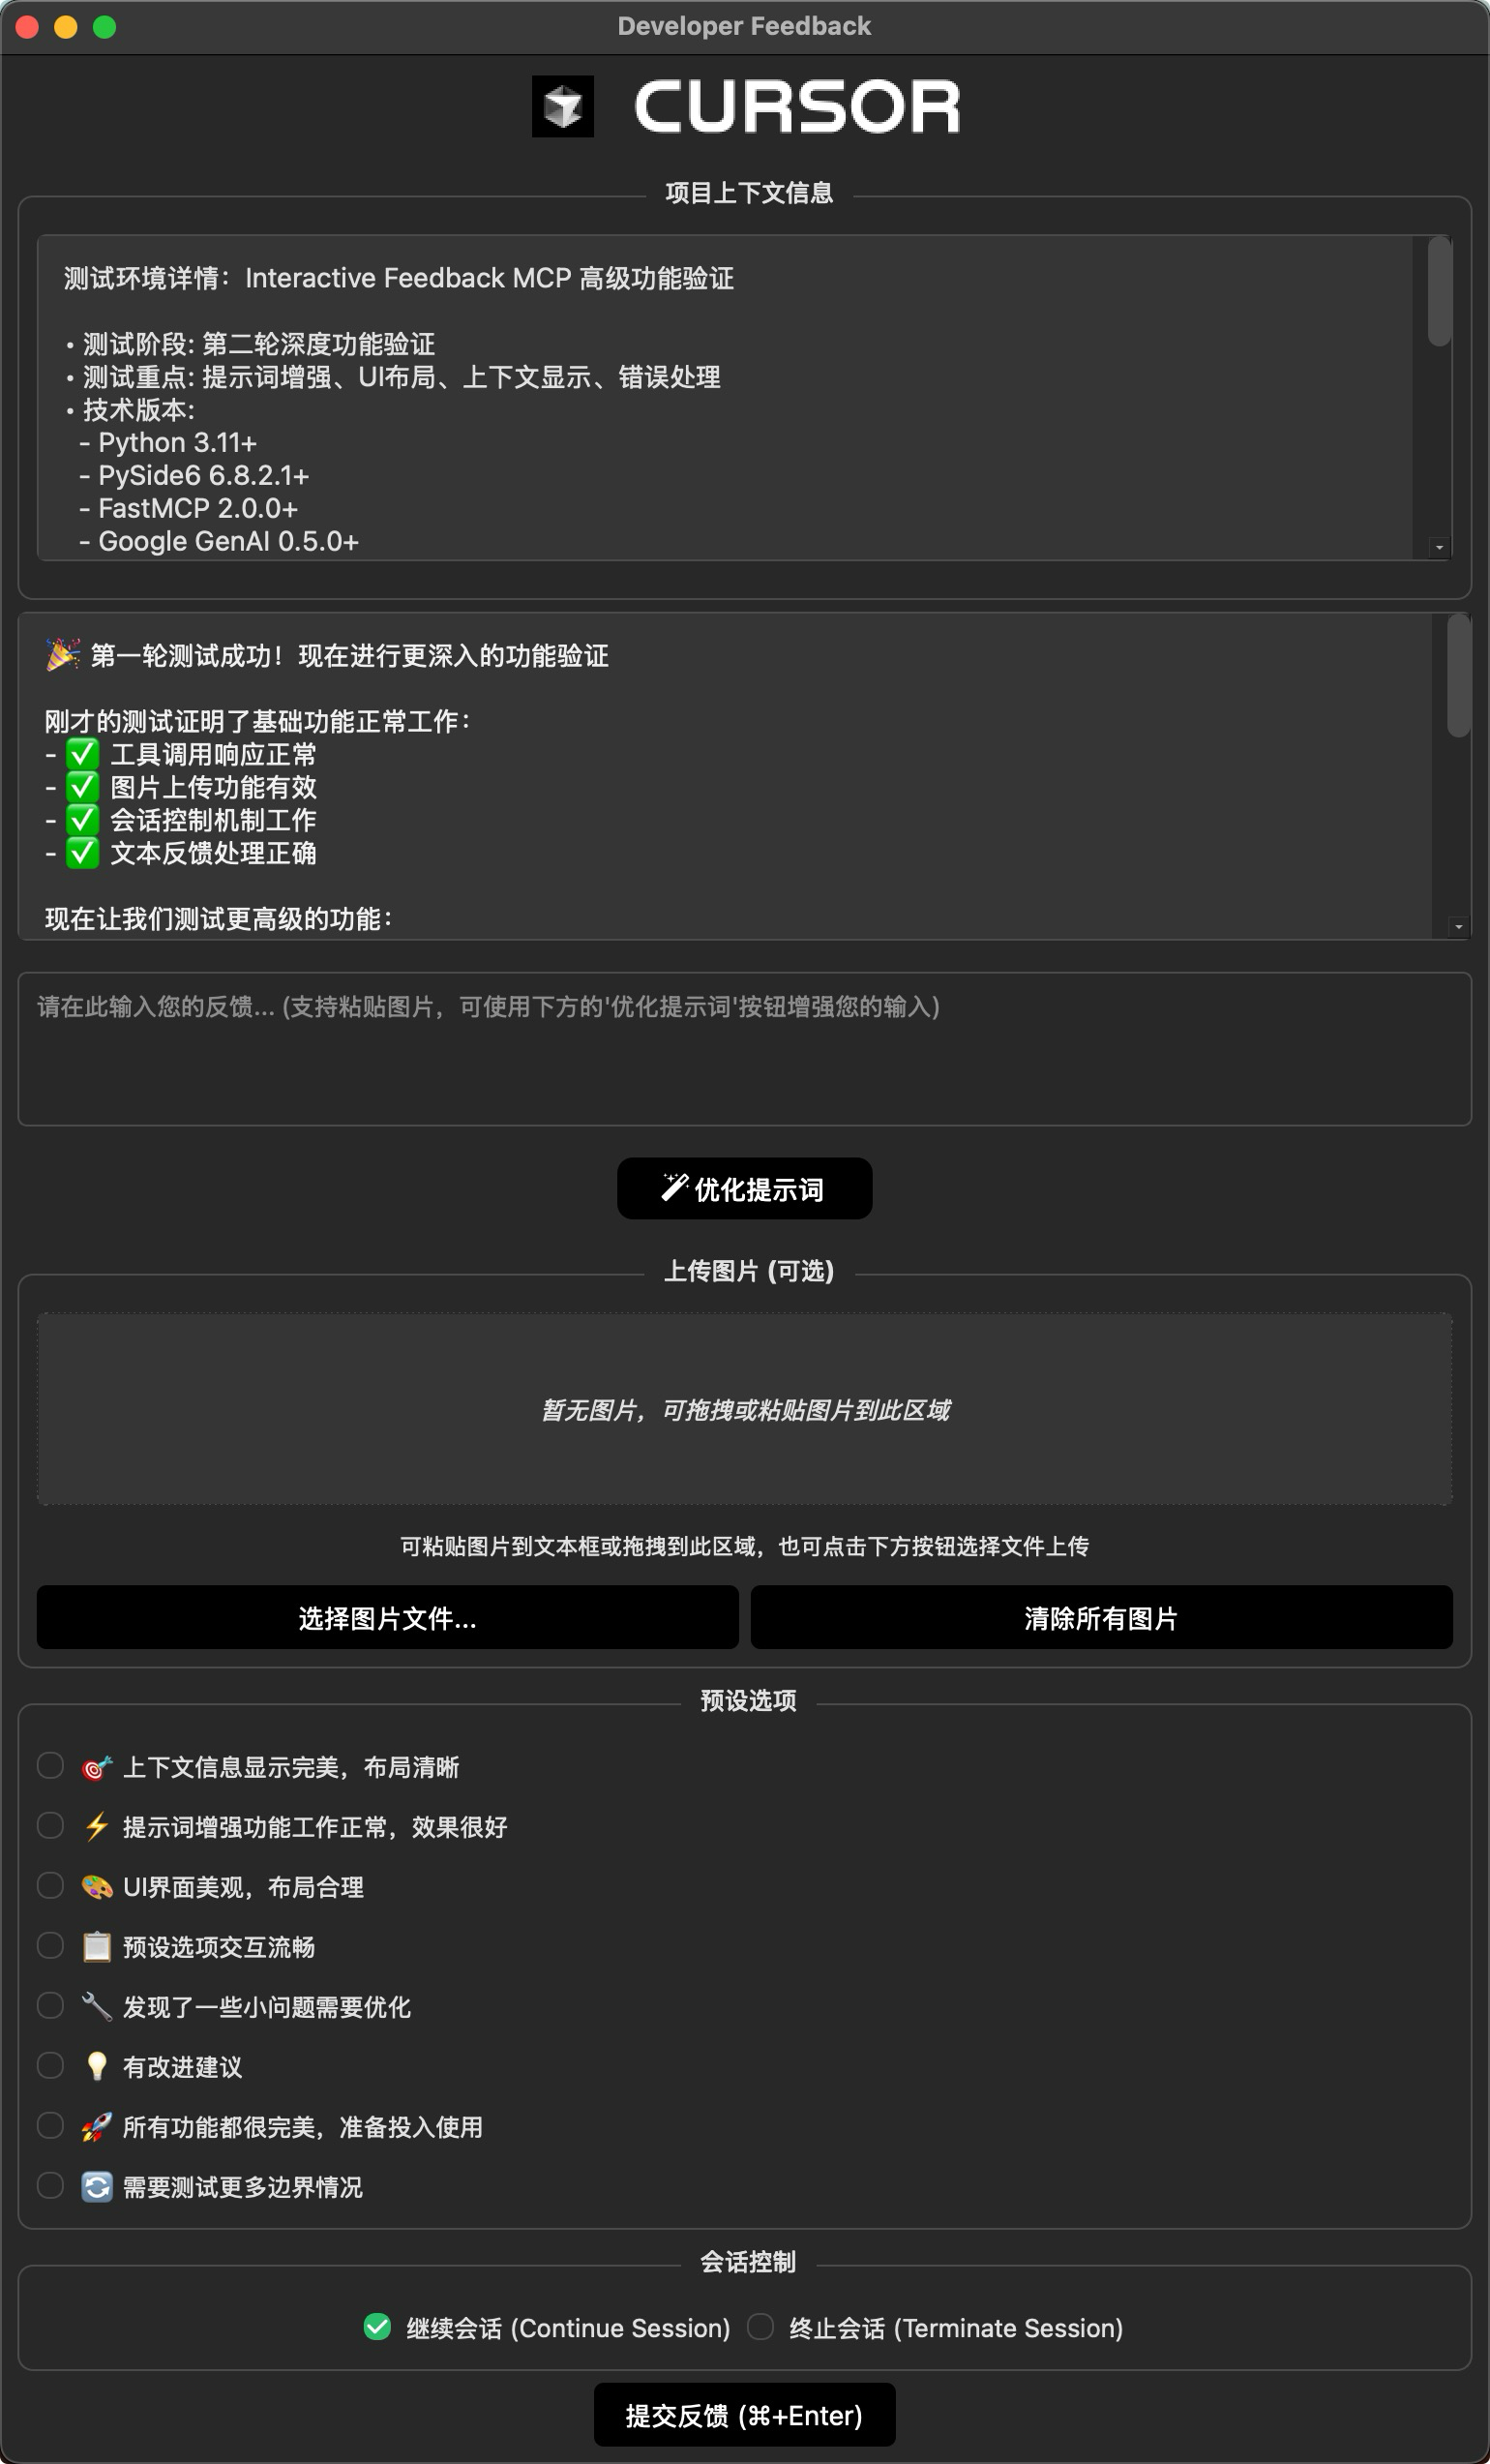 Developer Feedback
CURSOR
项目上下文信息
测试环境详情：Interactive Feedback MCP 高级功能验证
• 测试阶段: 第二轮深度功能验证
• 测试重点: 提示词增强、UI布局、上下文显示、错误处理
• 技术版本:
- Python 3.11+
- PySide6 6.8.2.1+
- FastMCP 2.0.0+
- Google GenAI 0.5.0+
🎉 第一轮测试成功！现在进行更深入的功能验证
刚才的测试证明了基础功能正常工作：
- ✅ 工具调用响应正常
- ✅ 图片上传功能有效
- ✅ 会话控制机制工作
- ✅ 文本反馈处理正确
现在让我们测试更高级的功能：
请在此输入您的反馈... (支持粘贴图片，可使用下方的'优化提示词'按钮增强您的输入)
优化提示词
上传图片 (可选)
暂无图片，可拖拽或粘贴图片到此区域
可粘贴图片到文本框或拖拽到此区域，也可点击下方按钮选择文件上传
选择图片文件...
清除所有图片
预设选项
🎯 上下文信息显示完美，布局清晰
⚡ 提示词增强功能工作正常，效果很好
🎨 UI界面美观，布局合理
📋 预设选项交互流畅
🔧 发现了一些小问题需要优化
💡 有改进建议
🚀 所有功能都很完美，准备投入使用
🔄 需要测试更多边界情况
会话控制
继续会话 (Continue Session)
终止会话 (Terminate Session)
提交反馈 (⌘+Enter)